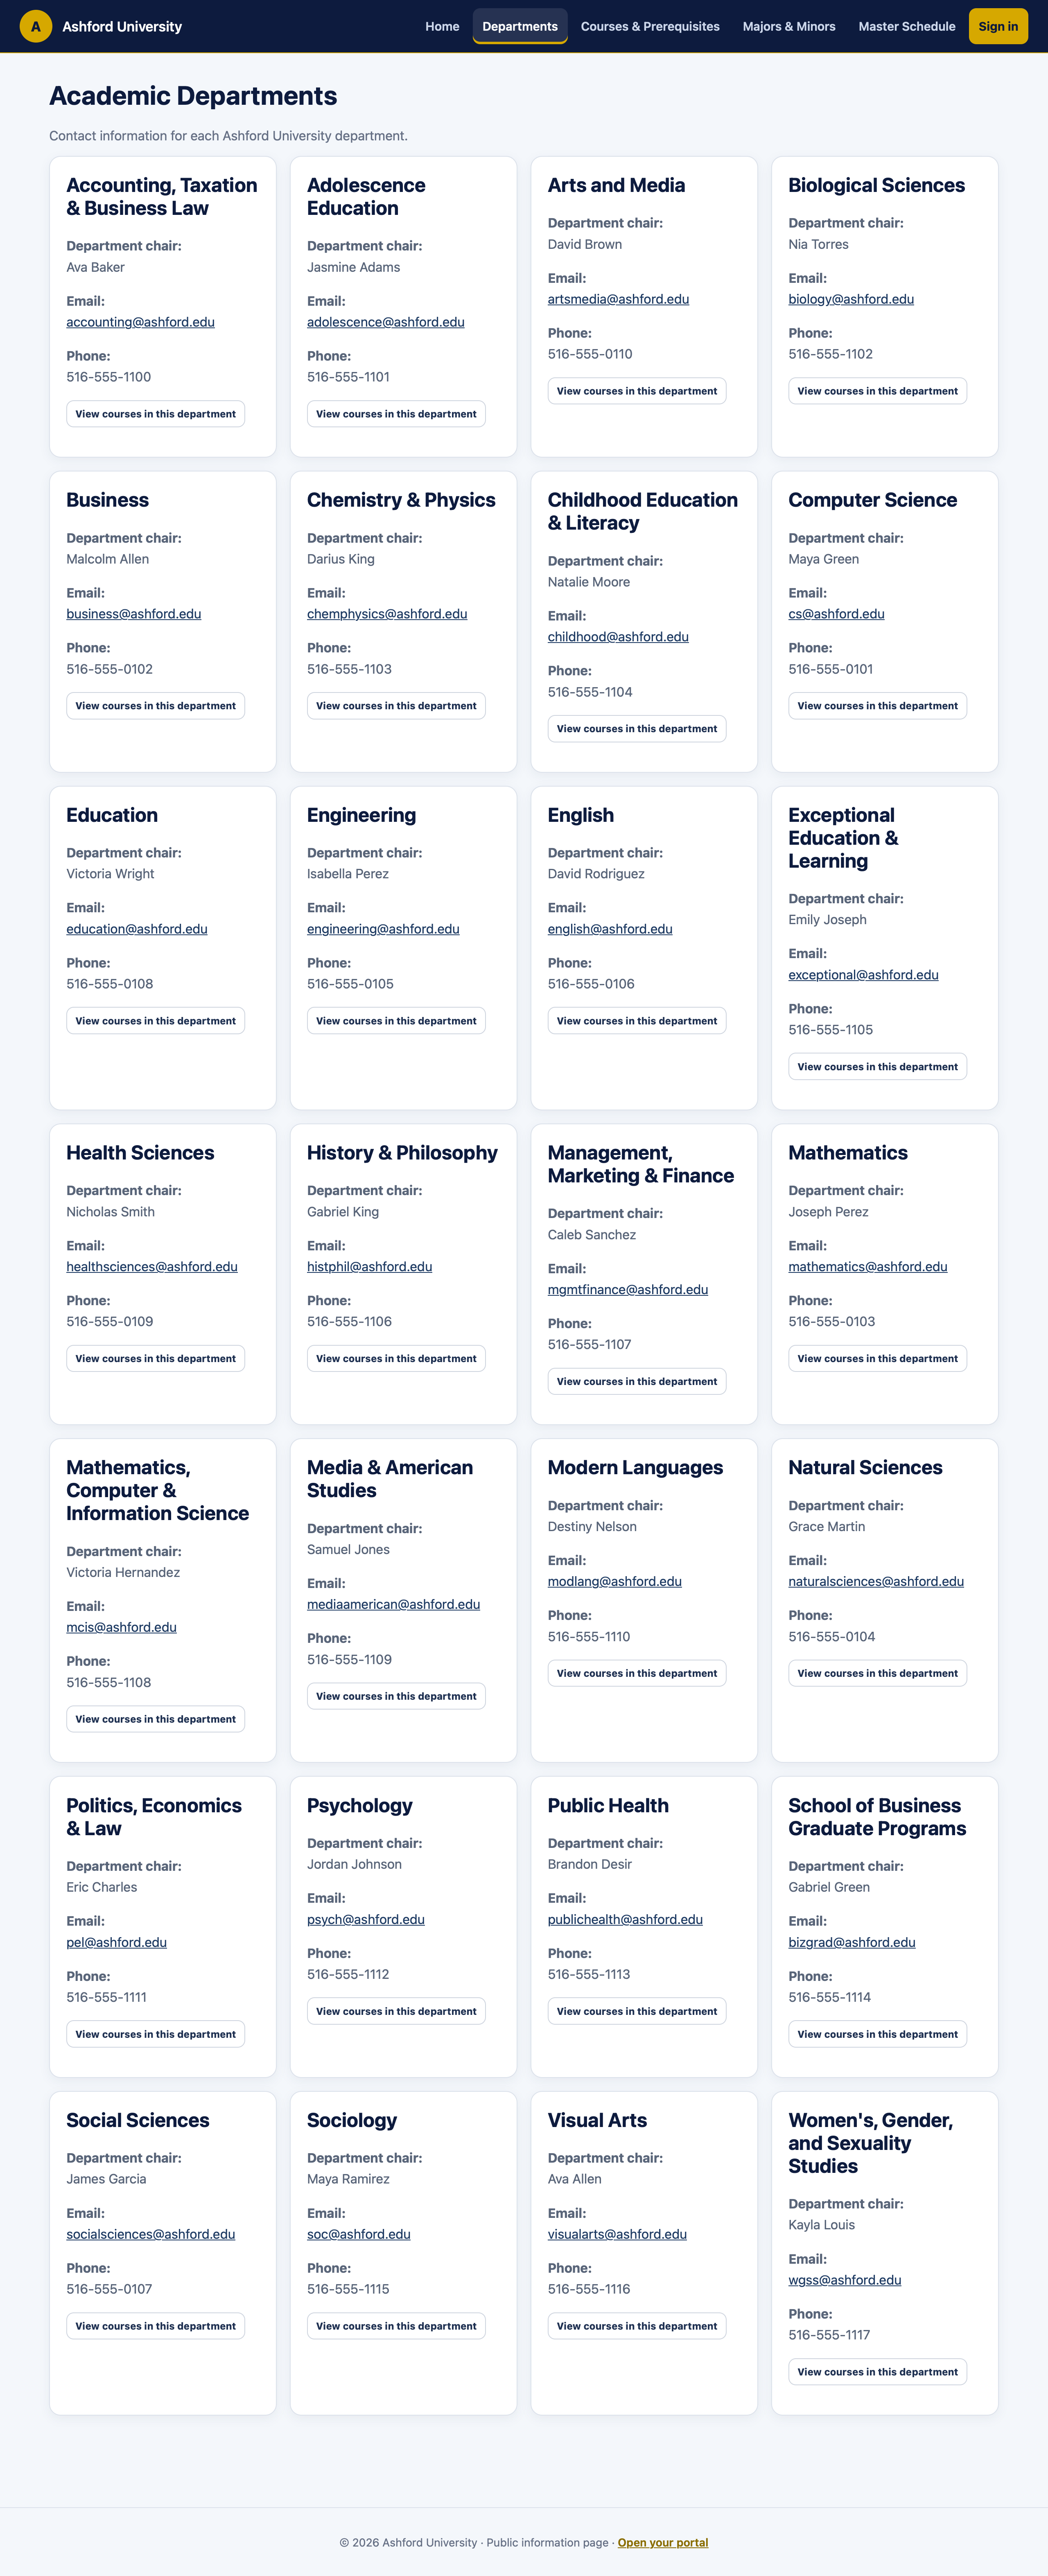 A
Ashford University
Home
Departments
Courses & Prerequisites
Majors & Minors
Master Schedule
Sign in
Academic Departments
Contact information for each Ashford University department.
Accounting, Taxation
& Business Law
Department chair:
Ava Baker
Email:
accounting@ashford.edu
Phone:
516-555-1100
View courses in this department
Adolescence
Education
Department chair:
Jasmine Adams
Email:
adolescence@ashford.edu
Phone:
516-555-1101
View courses in this department
Arts and Media
Department chair:
David Brown
Email:
artsmedia@ashford.edu
Phone:
516-555-0110
View courses in this department
Biological Sciences
Department chair:
Nia Torres
Email:
biology@ashford.edu
Phone:
516-555-1102
View courses in this department
Business
Department chair:
Malcolm Allen
Email:
business@ashford.edu
Phone:
516-555-0102
View courses in this department
Chemistry & Physics
Department chair:
Darius King
Email:
chemphysics@ashford.edu
Phone:
516-555-1103
View courses in this department
Childhood Education
& Literacy
Department chair:
Natalie Moore
Email:
childhood@ashford.edu
Phone:
516-555-1104
View courses in this department
Computer Science
Department chair:
Maya Green
Email:
cs@ashford.edu
Phone:
516-555-0101
View courses in this department
Education
Department chair:
Victoria Wright
Email:
education@ashford.edu
Phone:
516-555-0108
View courses in this department
Engineering
Department chair:
Isabella Perez
Email:
engineering@ashford.edu
Phone:
516-555-0105
View courses in this department
English
Department chair:
David Rodriguez
Email:
english@ashford.edu
Phone:
516-555-0106
View courses in this department
Exceptional
Education &
Learning
Department chair:
Emily Joseph
Email:
exceptional@ashford.edu
Phone:
516-555-1105
View courses in this department
Health Sciences
Department chair:
Nicholas Smith
Email:
healthsciences@ashford.edu
Phone:
516-555-0109
View courses in this department
History & Philosophy
Department chair:
Gabriel King
Email:
histphil@ashford.edu
Phone:
516-555-1106
View courses in this department
Management,
Marketing & Finance
Department chair:
Caleb Sanchez
Email:
mgmtfinance@ashford.edu
Phone:
516-555-1107
View courses in this department
Mathematics
Department chair:
Joseph Perez
Email:
mathematics@ashford.edu
Phone:
516-555-0103
View courses in this department
Mathematics,
Computer &
Information Science
Department chair:
Victoria Hernandez
Email:
mcis@ashford.edu
Phone:
516-555-1108
View courses in this department
Media & American
Studies
Department chair:
Samuel Jones
Email:
mediaamerican@ashford.edu
Phone:
516-555-1109
View courses in this department
Modern Languages
Department chair:
Destiny Nelson
Email:
modlang@ashford.edu
Phone:
516-555-1110
View courses in this department
Natural Sciences
Department chair:
Grace Martin
Email:
naturalsciences@ashford.edu
Phone:
516-555-0104
View courses in this department
Politics, Economics
& Law
Department chair:
Eric Charles
Email:
pel@ashford.edu
Phone:
516-555-1111
View courses in this department
Psychology
Department chair:
Jordan Johnson
Email:
psych@ashford.edu
Phone:
516-555-1112
View courses in this department
Public Health
Department chair:
Brandon Desir
Email:
publichealth@ashford.edu
Phone:
516-555-1113
View courses in this department
School of Business
Graduate Programs
Department chair:
Gabriel Green
Email:
bizgrad@ashford.edu
Phone:
516-555-1114
View courses in this department
Social Sciences
Department chair:
James Garcia
Email:
socialsciences@ashford.edu
Phone:
516-555-0107
View courses in this department
Sociology
Department chair:
Maya Ramirez
Email:
soc@ashford.edu
Phone:
516-555-1115
View courses in this department
Visual Arts
Department chair:
Ava Allen
Email:
visualarts@ashford.edu
Phone:
516-555-1116
View courses in this department
Women's, Gender,
and Sexuality
Studies
Department chair:
Kayla Louis
Email:
wgss@ashford.edu
Phone:
516-555-1117
View courses in this department
© 2026 Ashford University · Public information page · Open your portal